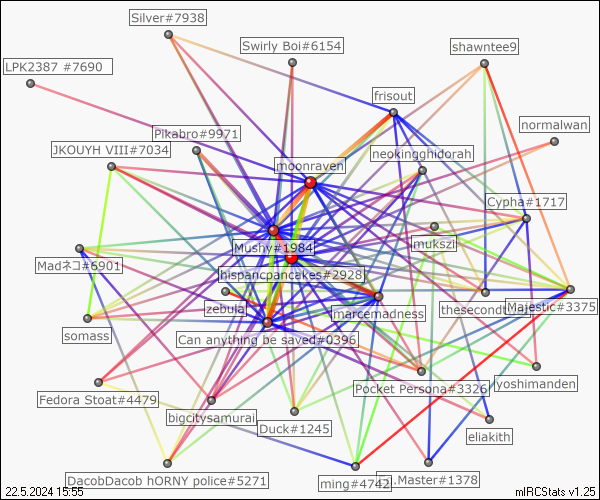 Silver#7938
Swirly Boi#6154
shawntee9
LPK2387 #7690
frisout
normalwan
Pikabro#9971
JKOUYH VIII#7034
neokingghidorah
moonraven
Cypha#1717
Mushy#1984
mukszi
Madネコ#6901
hispancpancakes#2928
zebula
marcemadness
Majestic#3375
somass
Can anything be saved#0396
yoshimanden
Pocket Persona#3326
Fedora Stoat#4479
bigcitysamurai
Duck#1245
eliakith
DacobDacob hORNY police#5271
ming#4742
.Master#1378
22.5.2024 15:55
mIRCStats v1.25